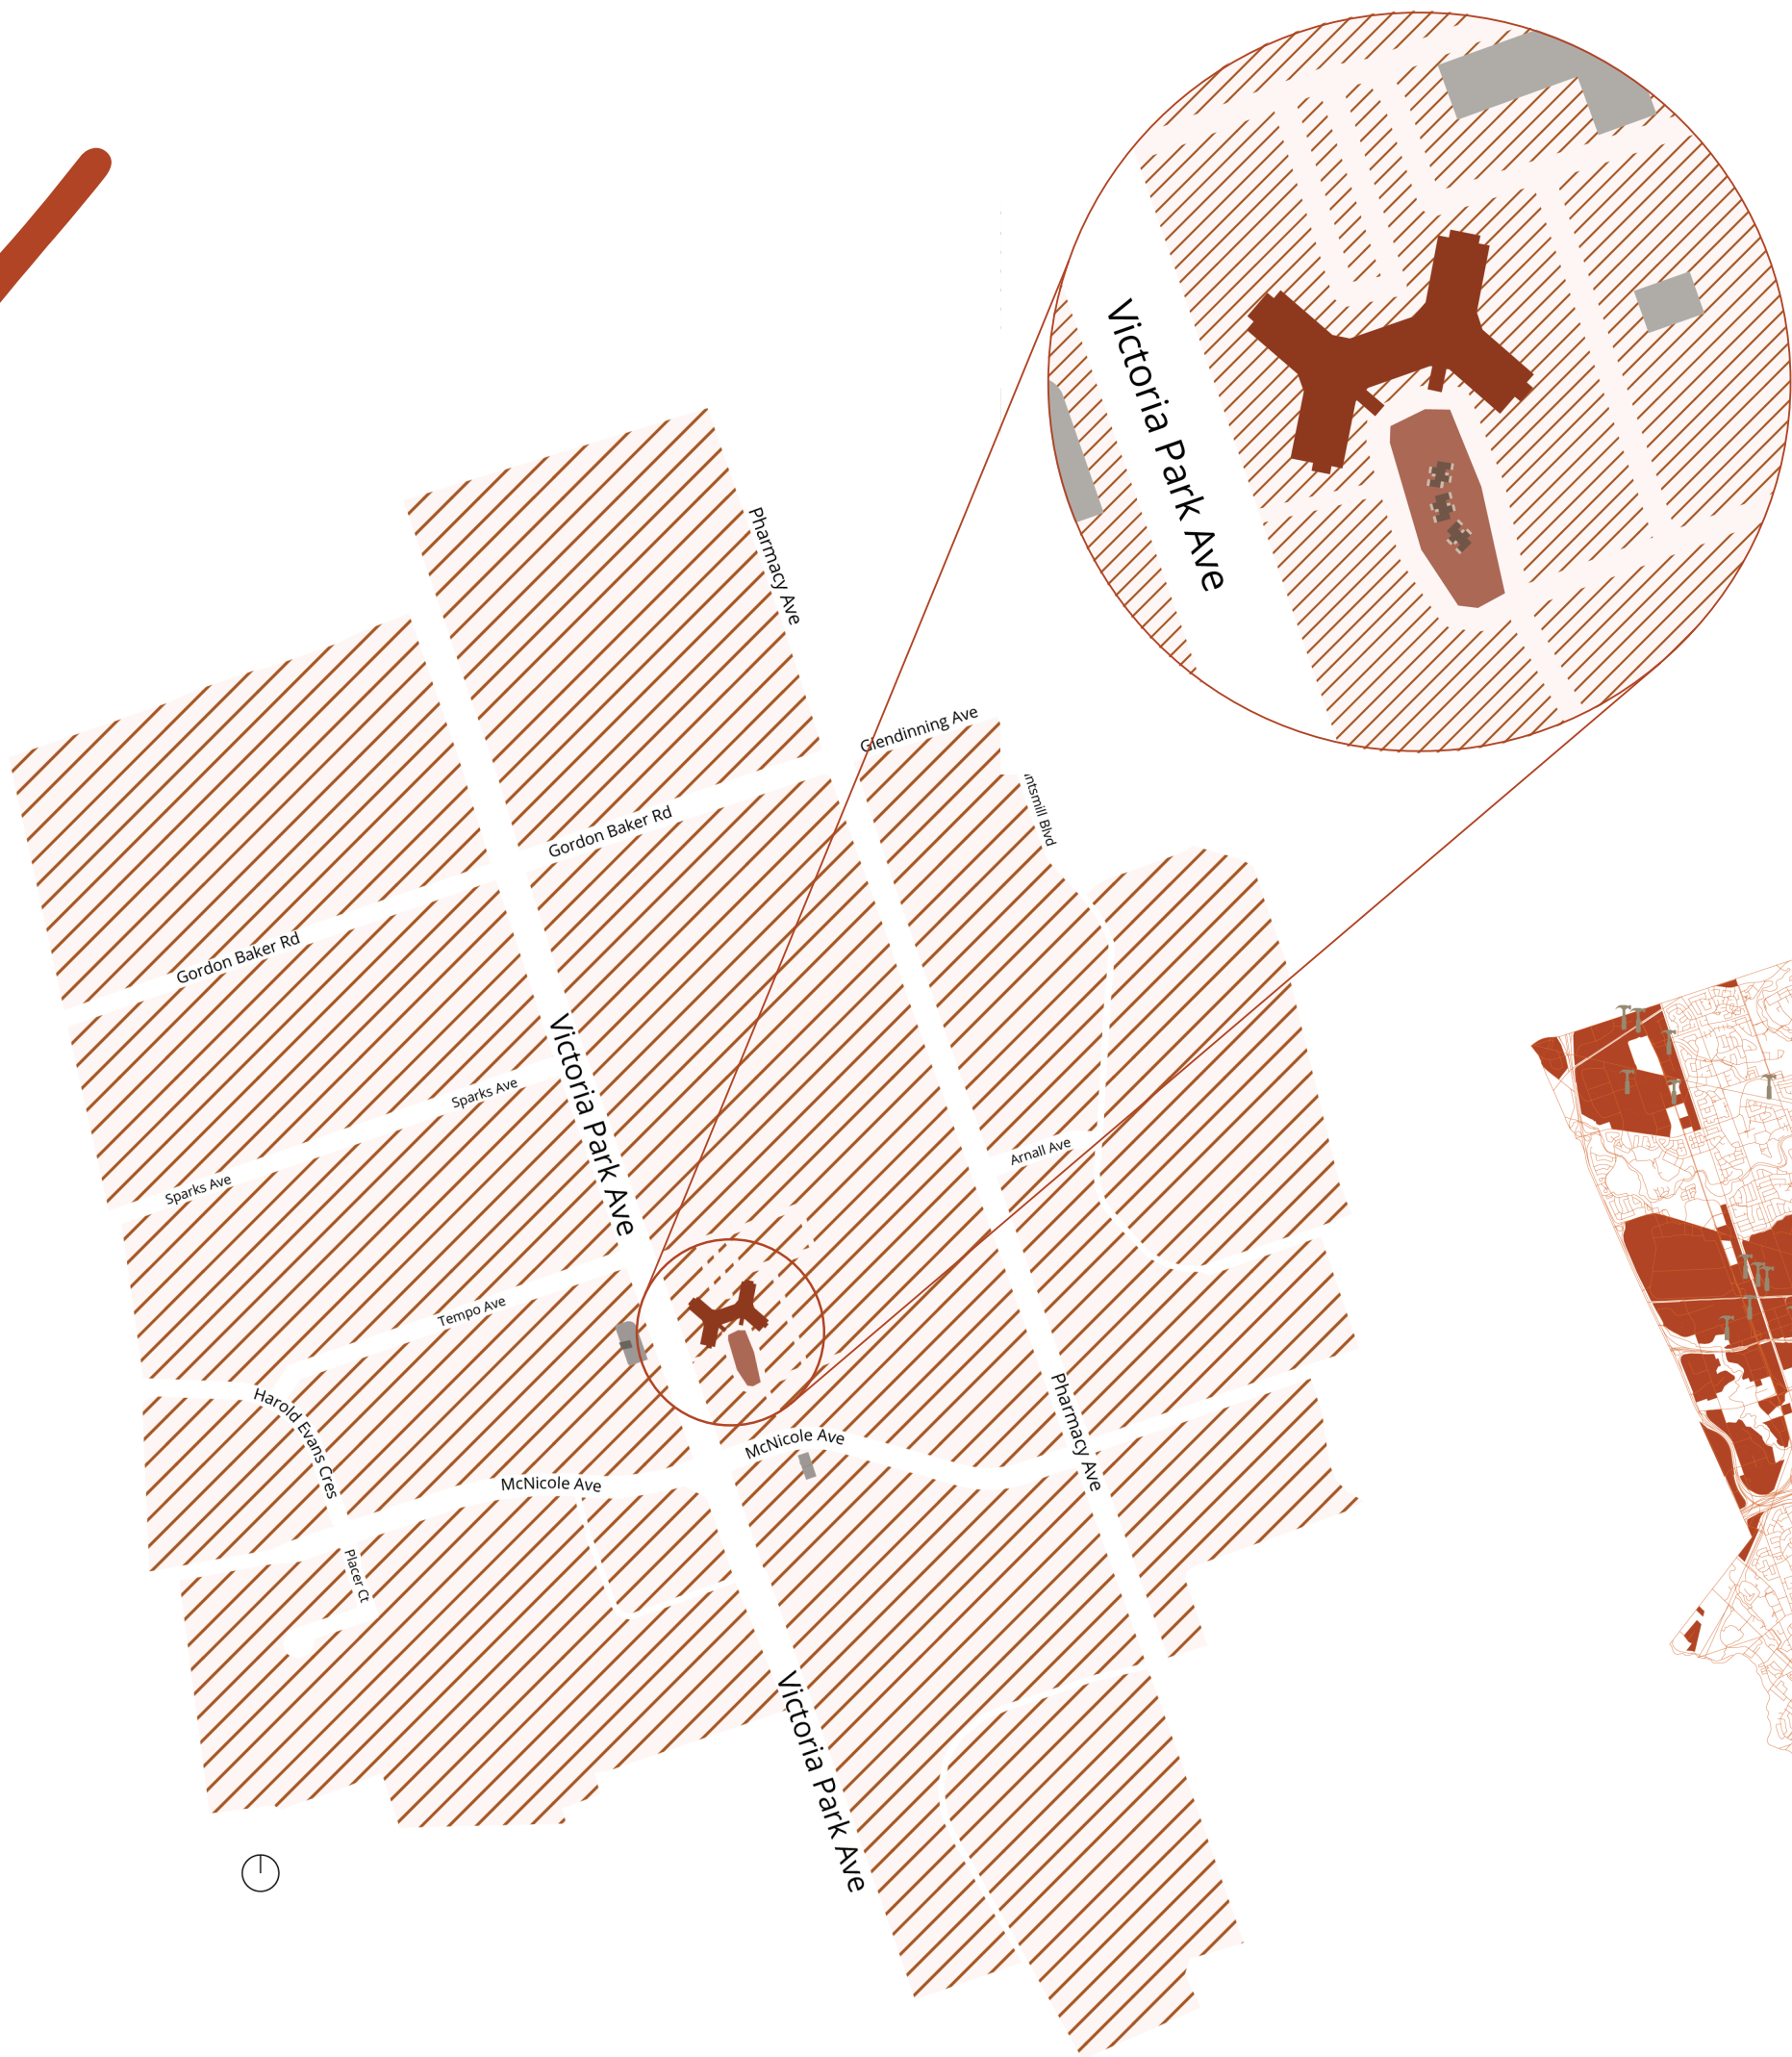 Victoria Park Ave
Pharmacy Ave
Glendinning Ave
ntsmill Blvd
Gordon Baker Rd
Gordon Baker Rd
Victoria Park Ave
Sparks Ave
Arnall Ave
Sparks Ave
Tempo Ave
Harold Evans Cres
Pharmacy Ave
McNicole Ave
McNicole Ave
Placer Ct
Victoria Park Ave